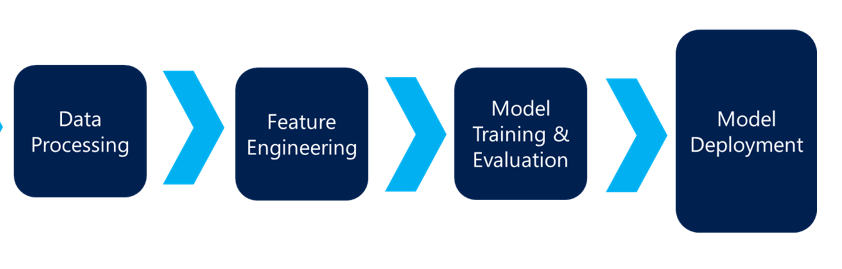 Data
Processing
Feature
Engineering
Model
Training &
Evaluation
Model
Deployment